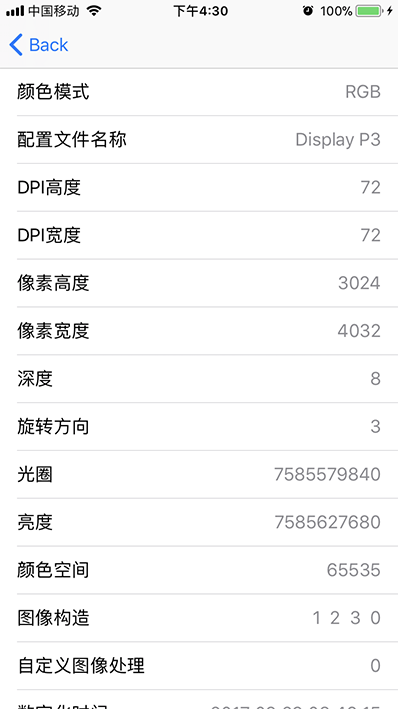 中国移动 下午4:30 100%
Back
颜色模式 RGB
配置文件名称 Display P3
DPI高度 72
DPI宽度 72
像素高度 3024
像素宽度 4032
深度 8
旋转方向 3
光圈 7585579840
亮度 7585627680
颜色空间 65535
图像构造 1 2 3 0
自定义图像处理 0